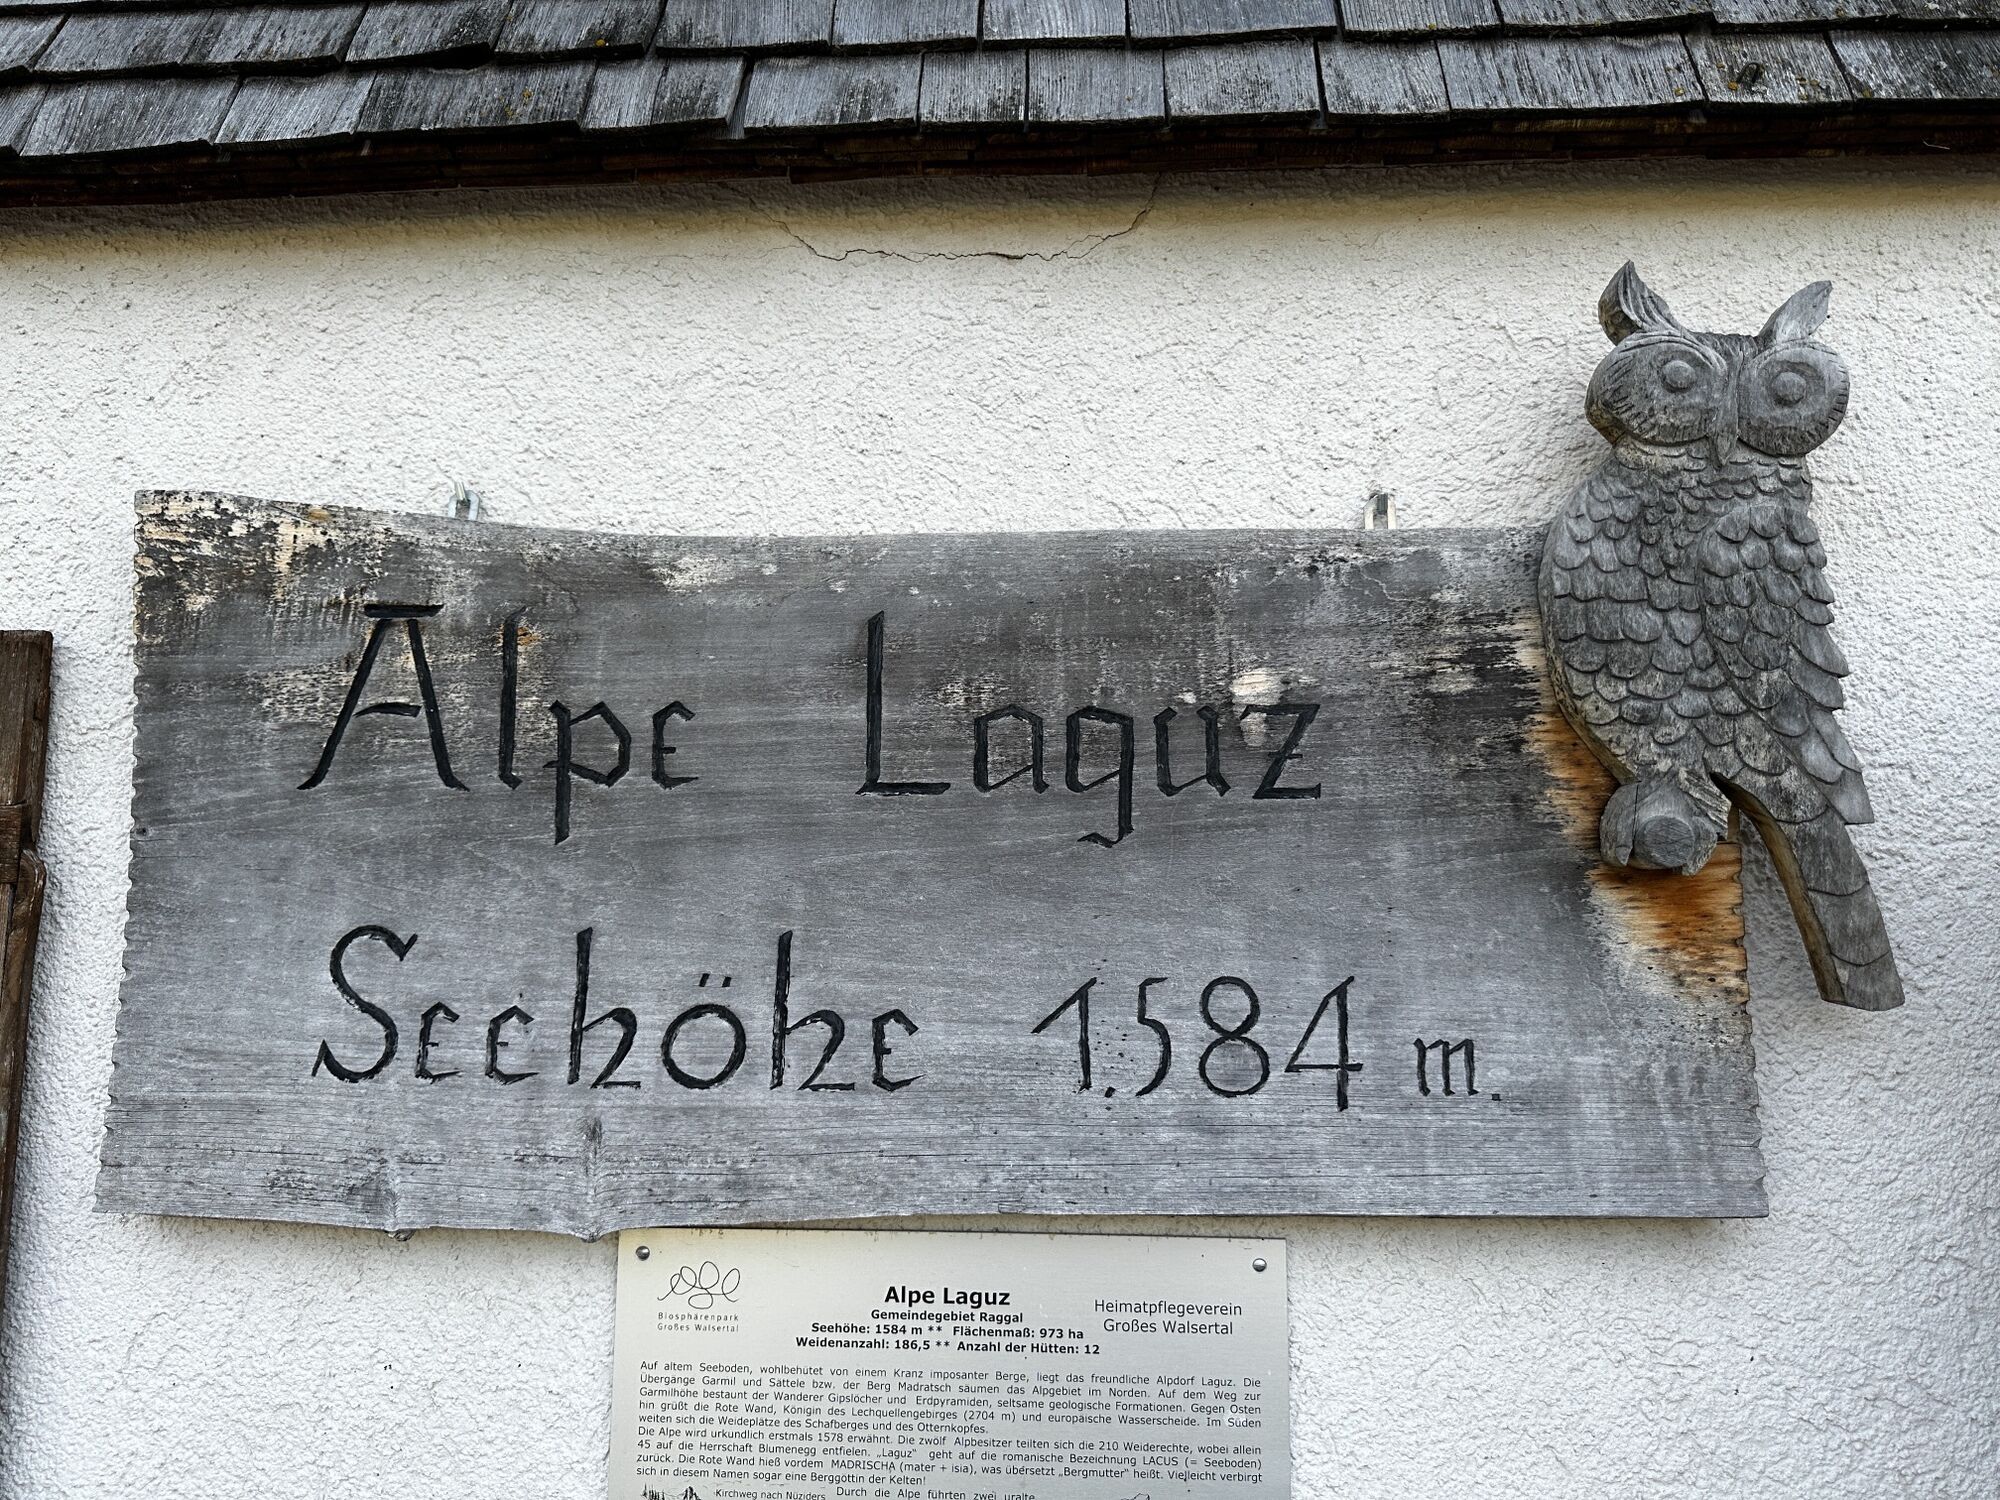 Alpe Laguz
Seehöhe 1.584 m.
Biosphärenpark
Großes Walsertal
Alpe Laguz
Gemeindegebiet Raggal
Seehöhe: 1584 m ** Flächenmaß: 973 ha
Weidenanzahl: 186,5 ** Anzahl der Hütten: 12
Heimatpflegeverein
Großes Walsertal
Auf altem Seeboden, wohlbehütet von einem Kranz imposanter Berge, liegt das freundliche Alpdorf Laguz. Die
Übergänge Garmil und Sättele bzw. der Berg Madratsch säumen das Alpgebiet im Norden. Auf dem Weg zur
Garmilhöhe bestaunt der Wanderer Gipslöcher und Erdpyramiden, seltsame geologische Formationen. Gegen Osten
hin grüßt die Rote Wand, Königin des Lechquellengebirges (2704 m) und europäische Wasserscheide. Im Süden
weiten sich die Weideplätze des Schafberges und des Otternkopfes.
Die Alpe wird urkundlich erstmals 1578 erwähnt. Die zwölf Alpbesitzer teilten sich die 210 Weiderechte, wobei allein
45 auf die Herrschaft Blumenegg entfielen. „Laguz“ geht auf die romanische Bezeichnung LACUS (= Seeboden)
zurück. Die Rote Wand hieß vordem MADRISCHA (mater + isia), was übersetzt „Bergmutter“ heißt. Vielleicht verbirgt
sich in diesem Namen sogar eine Berggöttin der Kelten!
Kirchweg nach Nüziders
Durch die Alpe führten zwei uralte